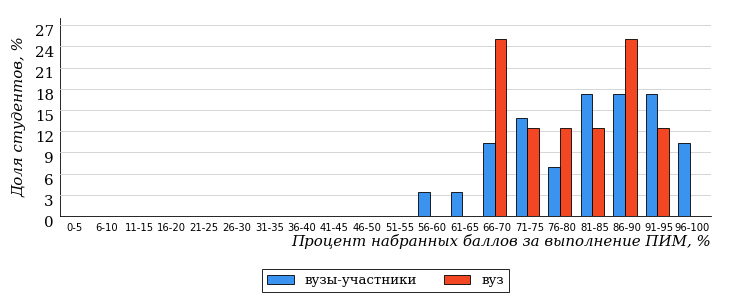 Доля студентов, %
27
24
21
18
15
12
9
6
3
0
0-5 6-10 11-15 16-20 21-25 26-30 31-35 36-40 41-45 46-50 51-55 56-60 61-65 66-70 71-75 76-80 81-85 86-90 91-95 96-100
Процент набранных баллов за выполнение ПИМ, %
вузы-участники вуз